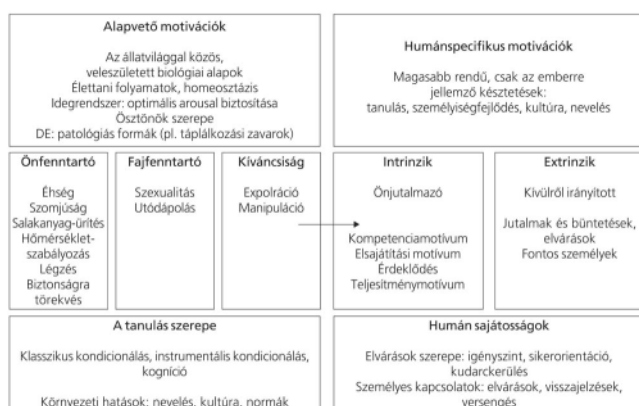 Alapvető motivációk
Az állatvilággal közös,
veleszületett biológiai alapok
Élettani folyamatok, homeosztázis
Idegrendszer: optimális arousal biztosítása
Ösztönök szerepe
DE: patológiás formák (pl. táplálkozási zavarok)
Humánspecifikus motivációk
Magasabb rendű, csak az emberre
jellemző késztetések:
tanulás, személyiségfejlődés, kultúra, nevelés
Önfenntartó
Éhség
Szomjúság
Salakanyag-ürítés
Hőmérséklet-
szabályozás
Légzés
Biztonságra
törekvés
Fajfenntartó
Szexualitás
Utódápolás
Kíváncsiság
Expolráció
Manipuláció
Intrinzik
Önjutalmazó
Kompetenciamotívum
Elsajátítási motívum
Érdeklődés
Teljesítménymotívum
Extrinzik
Kívülről irányított
Jutalmak és büntetések,
elvárások
Fontos személyek
A tanulás szerepe
Klasszikus kondicionálás, instrumentális kondicionálás,
kogníció
Környezeti hatások: nevelés, kultúra, normák
Humán sajátosságok
Elvárások szerepe: igényszint, sikerorientáció,
kudarckerülés
Személyes kapcsolatok: elvárások, visszajelzések,
versengés